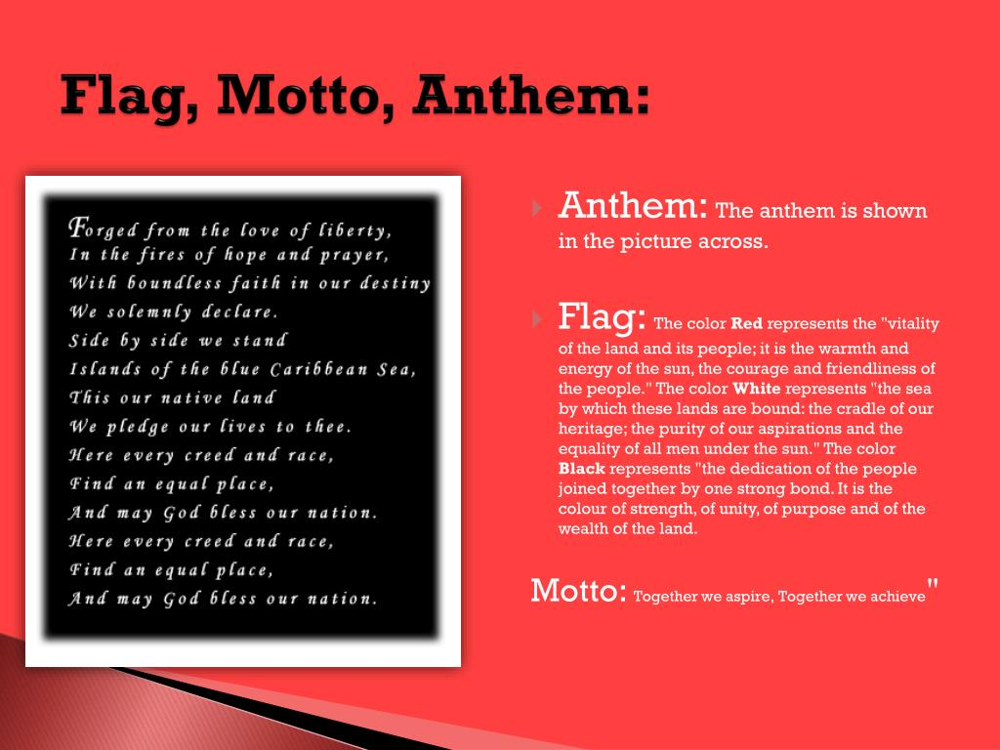 Flag, Motto, Anthem:
Forged from the love of liberty,
In the fires of hope and prayer,
With boundless faith in our destiny
We solemnly declare.
Side by side we stand
Islands of the blue Caribbean Sea,
This our native land
We pledge our lives to thee.
Here every creed and race,
Find an equal place,
And may God bless our nation.
Here every creed and race,
Find an equal place,
And may God bless our nation.
Anthem: The anthem is shown
in the picture across.
Flag: The color Red represents the "vitality
of the land and its people; it is the warmth and
energy of the sun, the courage and friendliness of
the people." The color White represents "the sea
by which these lands are bound: the cradle of our
heritage; the purity of our aspirations and the
equality of all men under the sun." The color
Black represents "the dedication of the people
joined together by one strong bond. It is the
colour of strength, of unity, of purpose and of the
wealth of the land.
Motto: Together we aspire, Together we achieve"